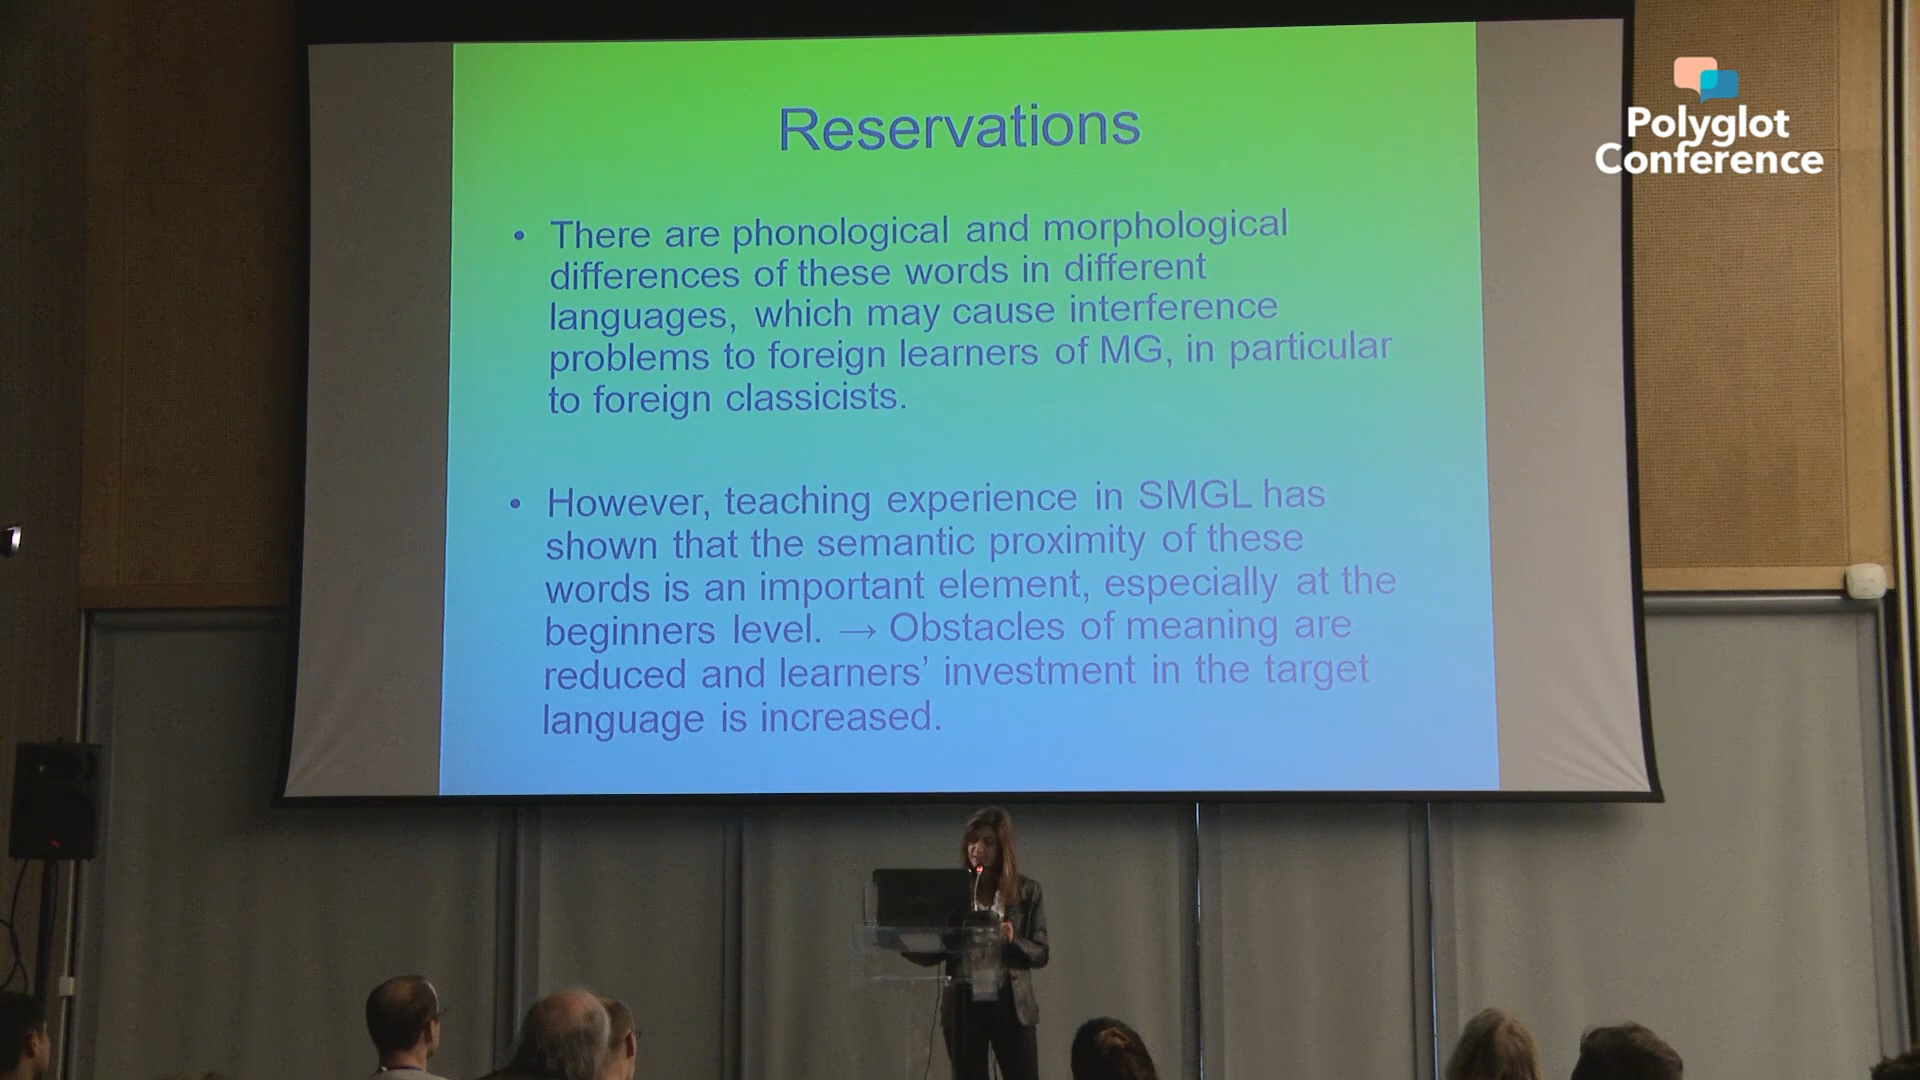 Reservations
• There are phonological and morphological
differences of these words in different
languages, which may cause interference
problems to foreign learners of MG, in particular
to foreign classicists.
• However, teaching experience in SMGL has
shown that the semantic proximity of these
words is an important element, especially at the
beginners level. → Obstacles of meaning are
reduced and learners’ investment in the target
language is increased.
Polyglot
Conference